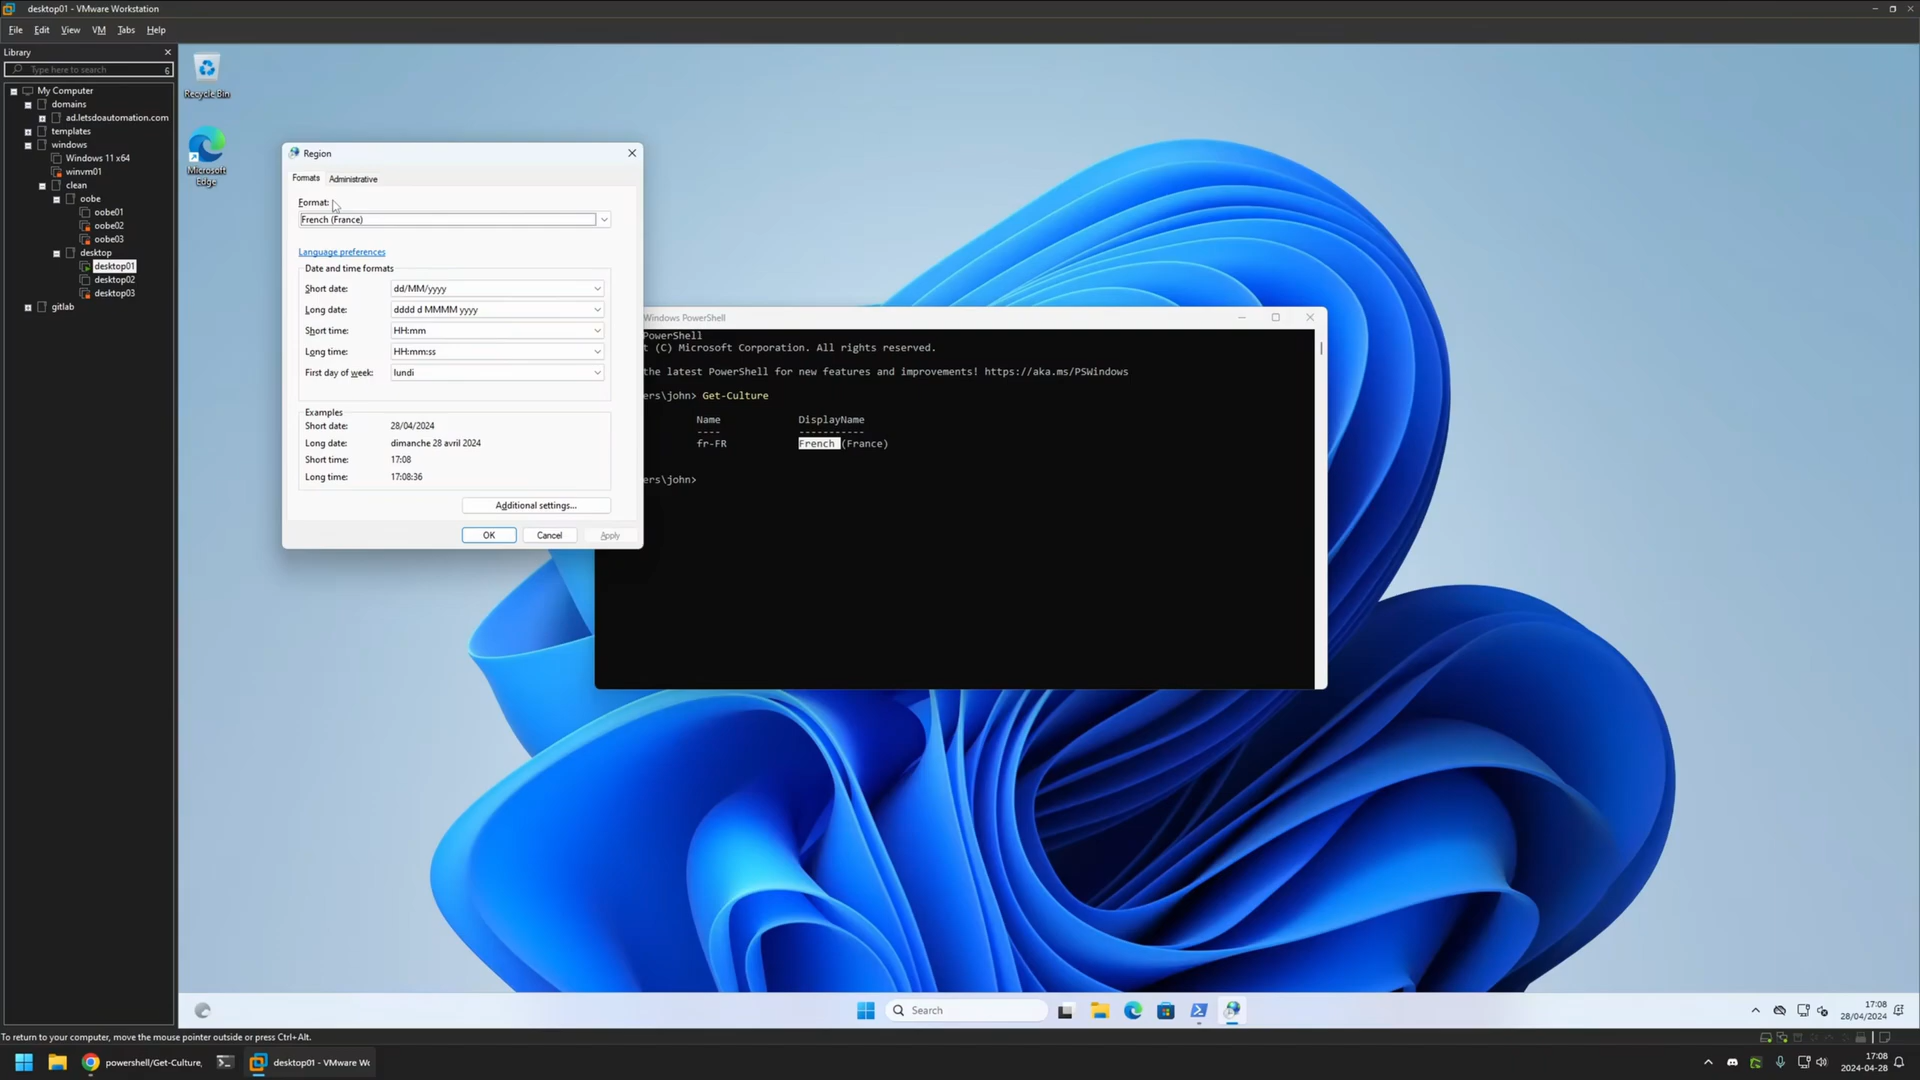 desktop01 - VMware Workstation
File Edit View VM Tabs Help
Library
Type here to search 6
My Computer
domains
ad.letsdoautomation.com
templates
windows
Windows 11 x64
winvm01
clean
oobe
oobe01
oobe02
oobe03
desktop
desktop01
desktop02
desktop03
gitlab
Recycle Bin
Microsoft
Edge
Region
Formats Administrative
Format:
French (France)
Language preferences
Date and time formats
Short date: dd/MM/yyyy
Long date: dddd d MMMM yyyy
Short time: HH:mm
Long time: HH:mm:ss
First day of week: lundi
Examples
Short date: 28/04/2024
Long date: dimanche 28 avril 2024
Short time: 17:08
Long time: 17:08:36
Additional settings...
OK Cancel Apply
Windows PowerShell
PowerShell
t (C) Microsoft Corporation. All rights reserved.
the latest PowerShell for new features and improvements! https://aka.ms/PSWindows
ers\john> Get-Culture
Name DisplayName
---- -----------
fr-FR French (France)
ers\john>
Search
17:08
28/04/2024
To return to your computer, move the mouse pointer outside or press Ctrl+Alt.
powershell/Get-Culture,
desktop01 - VMware Wo
17:08
2024-04-28